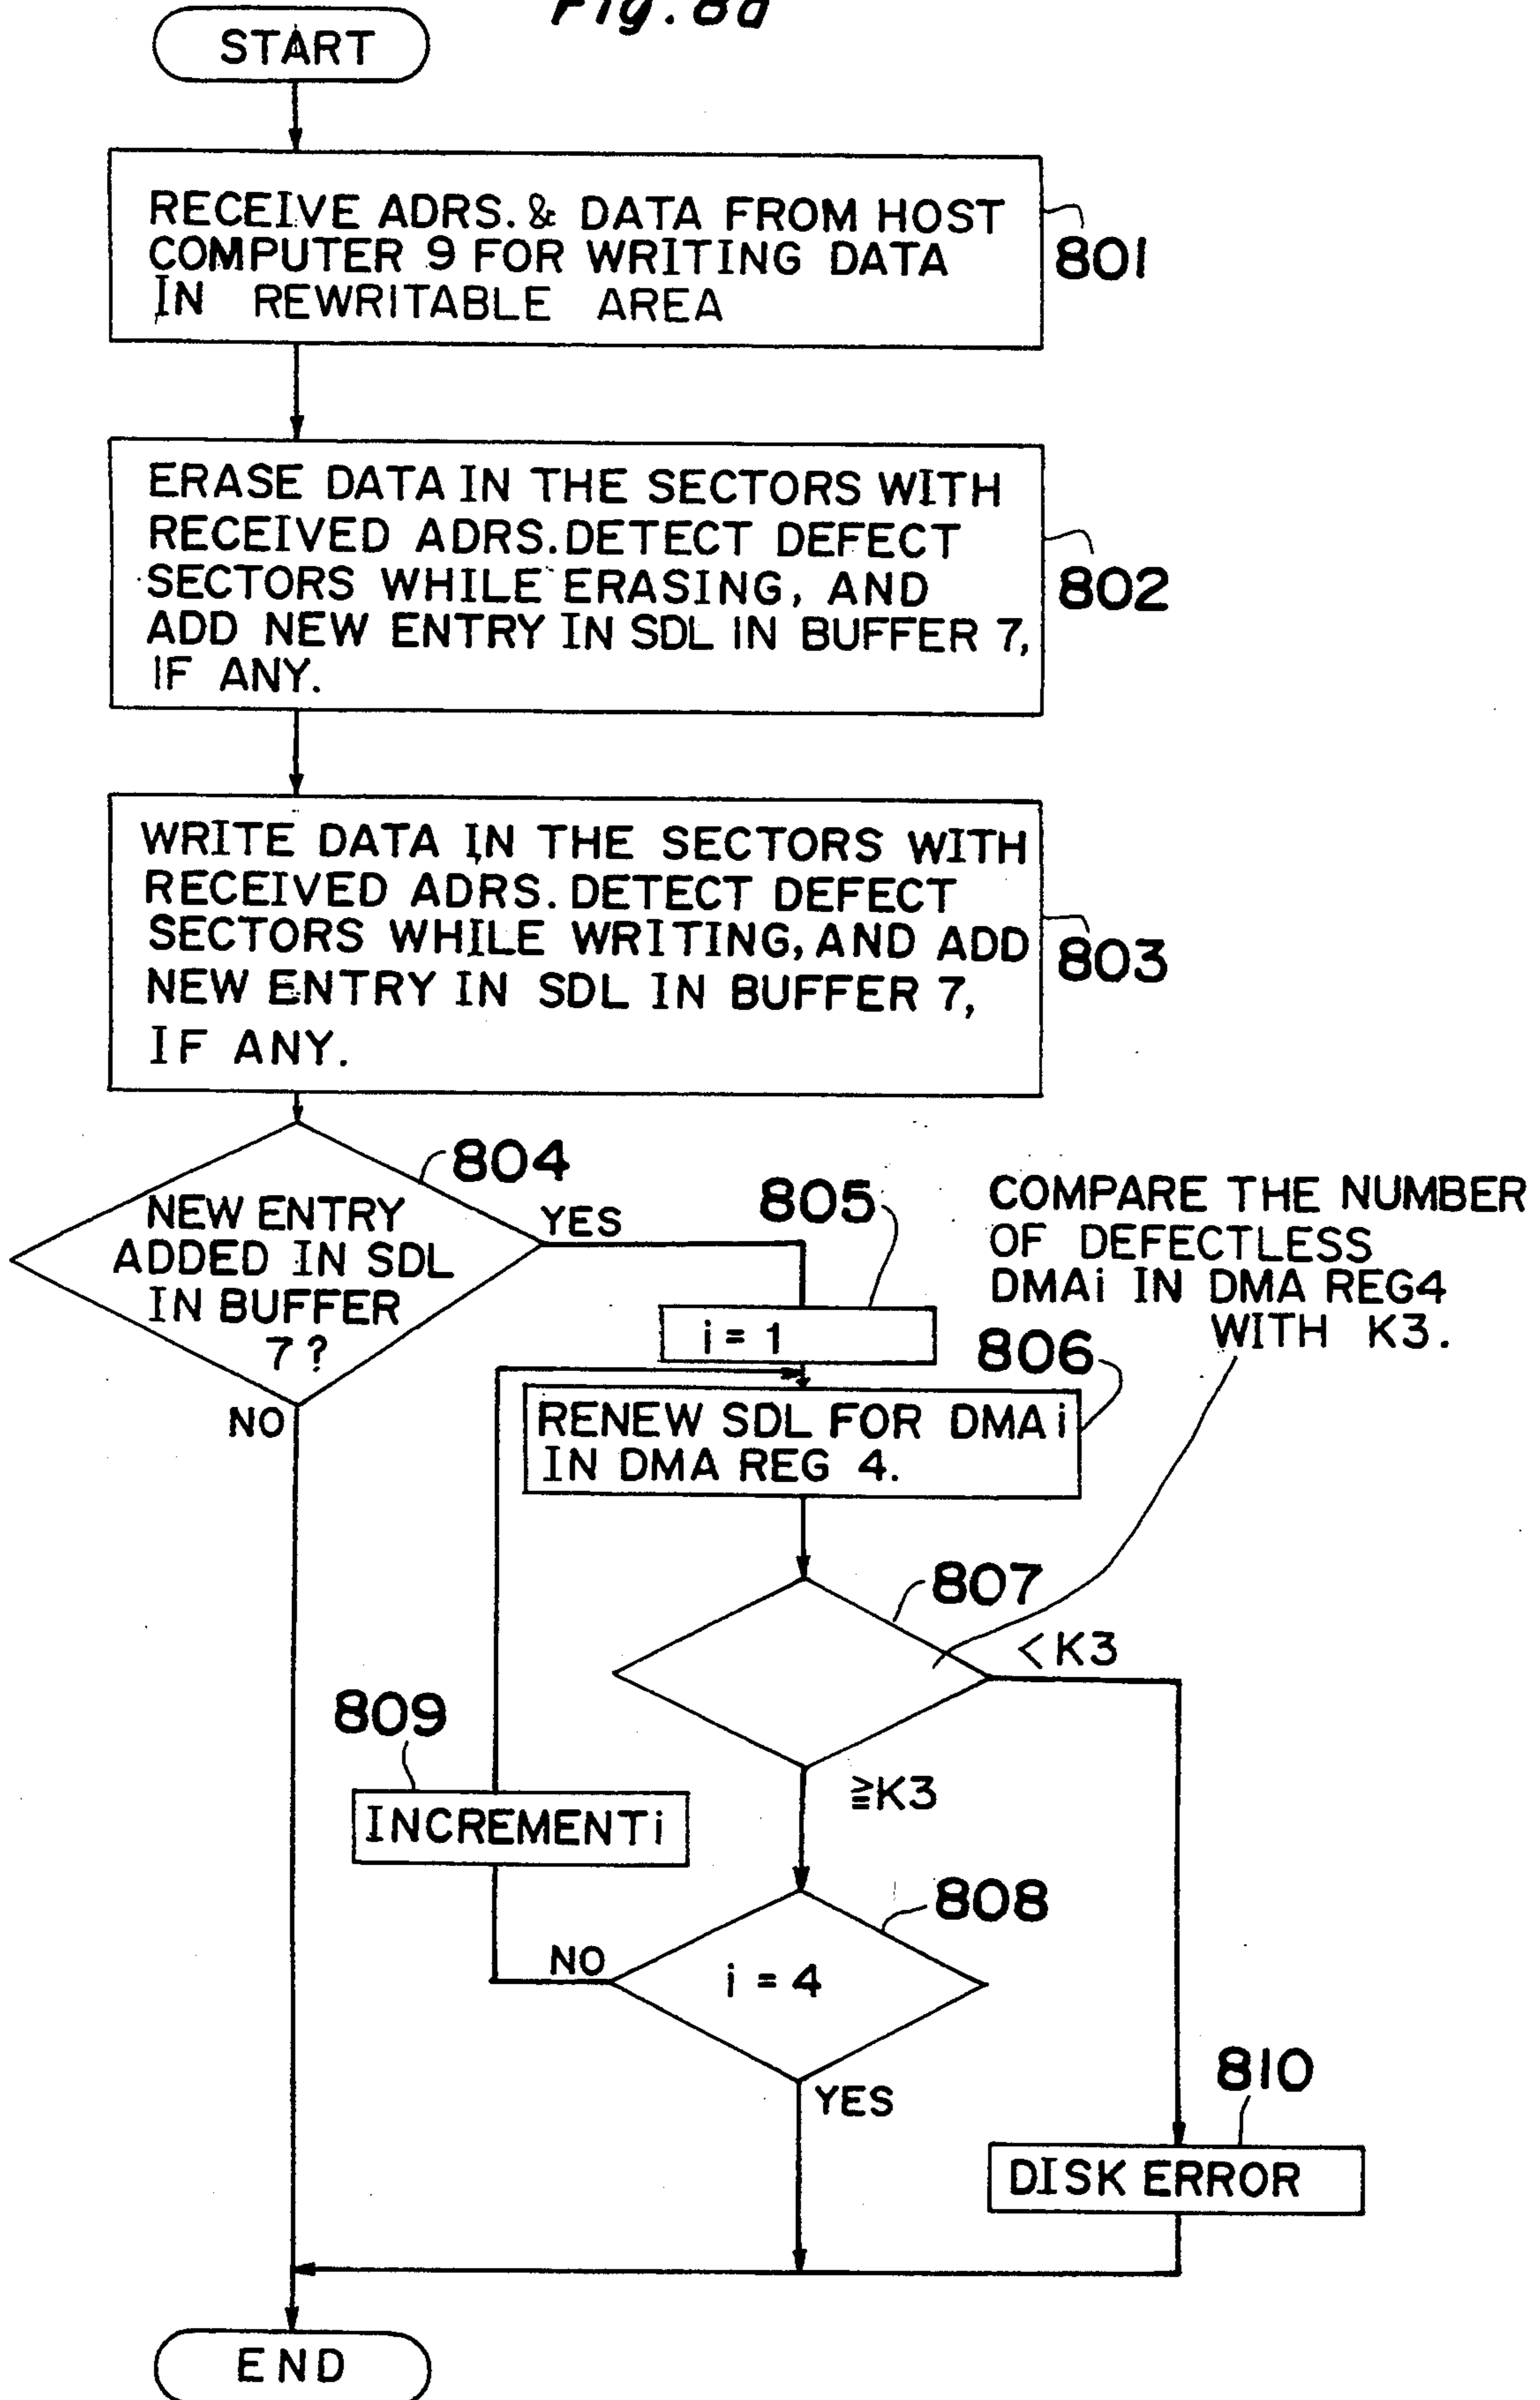 Fig. 8a
START
RECEIVE ADRS. & DATA FROM HOST
COMPUTER 9 FOR WRITING DATA
IN REWRITABLE AREA
801
ERASE DATA IN THE SECTORS WITH
RECEIVED ADRS. DETECT DEFECT
SECTORS WHILE ERASING, AND
ADD NEW ENTRY IN SDL IN BUFFER 7,
IF ANY.
802
WRITE DATA IN THE SECTORS WITH
RECEIVED ADRS. DETECT DEFECT
SECTORS WHILE WRITING, AND ADD
NEW ENTRY IN SDL IN BUFFER 7,
IF ANY.
803
804
NEW ENTRY
ADDED IN SDL
IN BUFFER
7?
YES
NO
805
i = 1
COMPARE THE NUMBER
OF DEFECTLESS
DMAi IN DMA REG4
WITH K3.
806
RENEW SDL FOR DMAi
IN DMA REG 4.
807
< K3
≧K3
809
INCREMENT i
808
i = 4
NO
YES
810
DISK ERROR
END